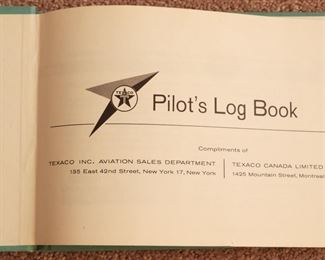 TEXACO
Pilot's Log Book
Compliments of
TEXACO INC. AVIATION SALES DEPARTMENT
135 East 42nd Street, New York 17, New York
TEXACO CANADA LIMITED
1425 Mountain Street, Montreal